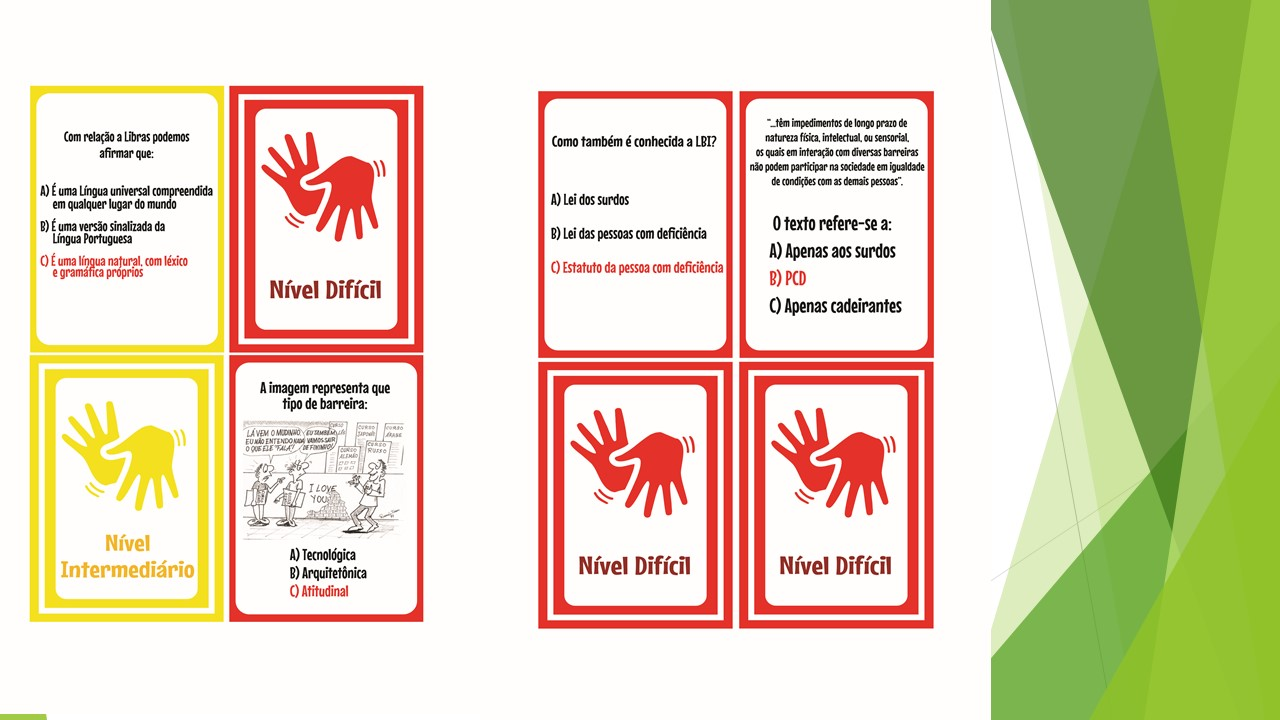 Com relação a Libras podemos
afirmar que:
A) É uma Língua universal compreendida
em qualquer lugar do mundo
B) É uma versão sinalizada da
Língua Portuguesa
C) É uma língua natural, com léxico
e gramática próprios
Nível Difícil
Nível
Intermediário
A imagem representa que
tipo de barreira:
LÁ VEM O MUDINHO
EU NÃO ENTENDO NADA
O QUE ELE "FALA"!
EU TAMBÉM
VAMOS SAIR
DE FININHO!
CURSO
ALEMÃO
CURSO
RUSSO
I LOVE
YOU
A) Tecnológica
B) Arquitetônica
C) Atitudinal
Como também é conhecida a LBI?
A) Lei dos surdos
B) Lei das pessoas com deficiência
C) Estatuto da pessoa com deficiência
"...têm impedimentos de longo prazo de
natureza física, intelectual, ou sensorial,
os quais em interação com diversas barreiras
não podem participar na sociedade em igualdade
de condições com as demais pessoas".
O texto refere-se a:
A) Apenas aos surdos
B) PCD
C) Apenas cadeirantes
Nível Difícil
Nível Difícil